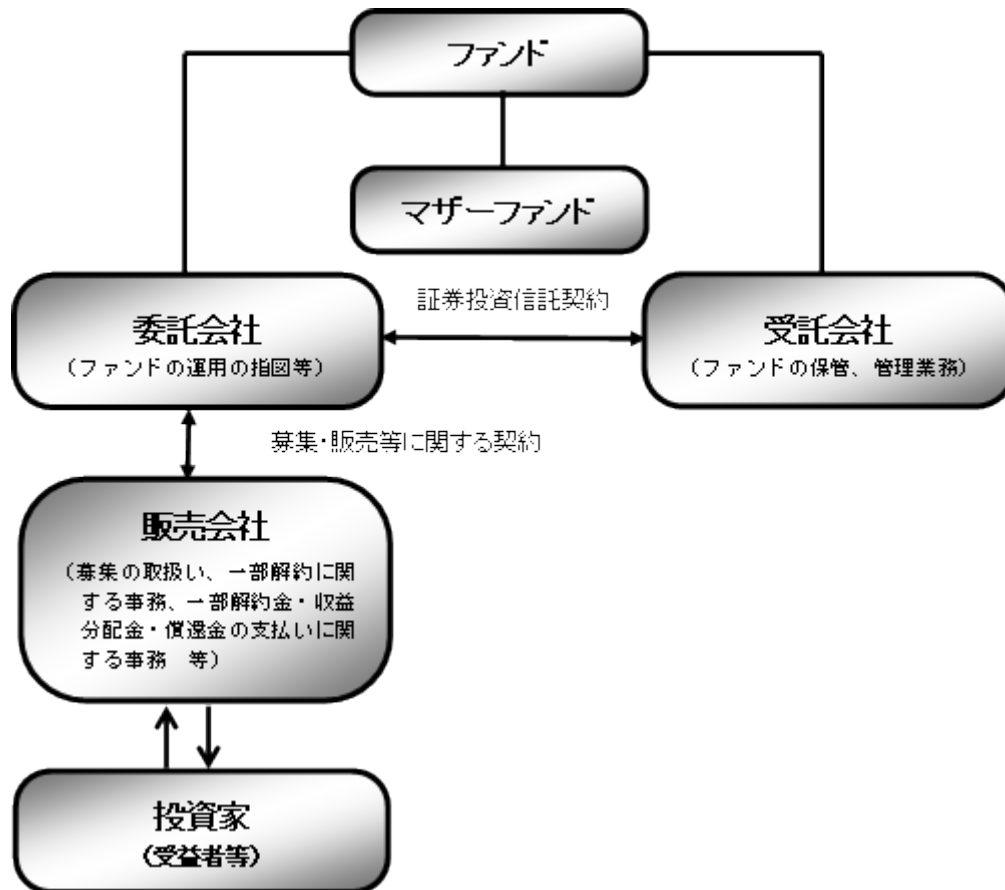 ファンド
マザーファンド
証券投資信託契約
委託会社
(ファンドの運用の指図等)
受託会社
(ファンドの保管、管理業務)
募集・販売等に関する契約
販売会社
(募集の取扱い、一部解約に関
する事務、一部解約金・収益
分配金・償還金の支払いに関
する事務　等)
投資家
(受益者等)